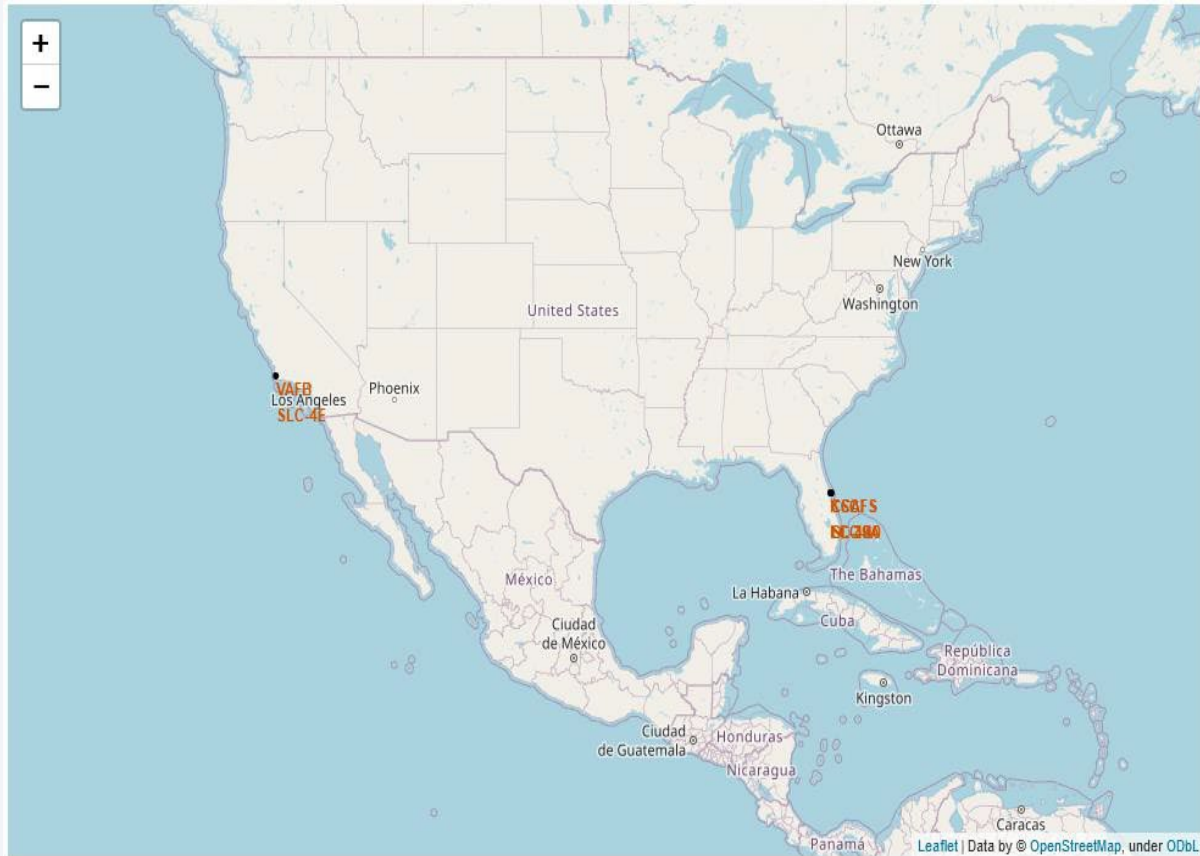 +
−
Ottawa
New York
Washington
United States
Phoenix
VAFB
Los Angeles
SLC-4E
The Bahamas
México
La Habana
Cuba
Ciudad
de México
República
Dominicana
Kingston
Ciudad
de Guatemala
Honduras
Nicaragua
Caracas
Panamá
Leaflet | Data by © OpenStreetMap, under ODbL